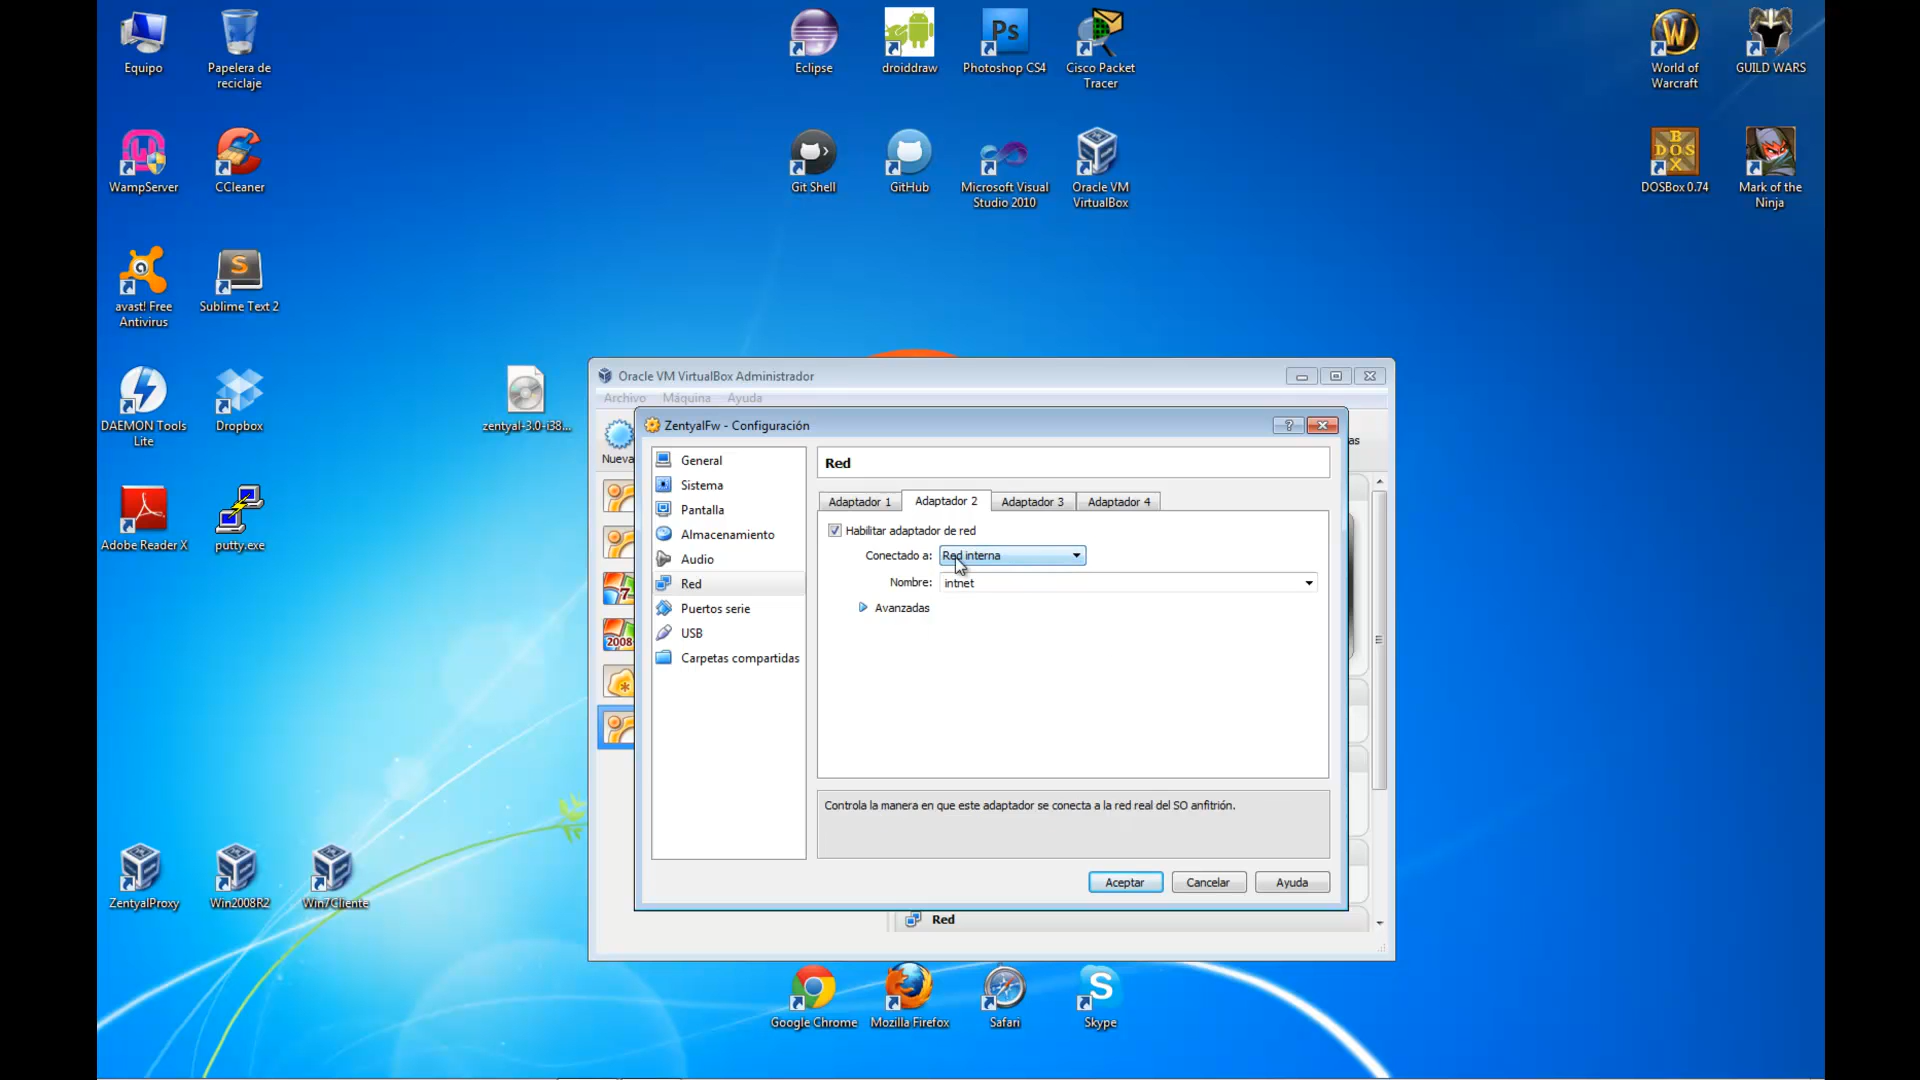 Equipo
Papelera de
reciclaje
Eclipse
droiddraw
Ps
Photoshop CS4
Cisco Packet
Tracer
World of
Warcraft
GUILD WARS
WampServer
CCleaner
Git Shell
GitHub
Microsoft Visual
Studio 2010
Oracle VM
VirtualBox
DOSBox 0.74
Mark of the
Ninja
avast! Free
Antivirus
Sublime Text 2
DAEMON Tools
Lite
Dropbox
zentyal-3.0-i38...
Adobe Reader X
putty.exe
ZentyalProxy
Win2008R2
Win7Cliente
Google Chrome
Mozilla Firefox
Safari
Skype
Oracle VM VirtualBox Administrador
Archivo
Máquina
Ayuda
Nueva
as
7
2008
Red
ZentyalFw - Configuración
General
Sistema
Pantalla
Almacenamiento
Audio
Red
Puertos serie
USB
Carpetas compartidas
Red
Adaptador 1
Adaptador 2
Adaptador 3
Adaptador 4
Habilitar adaptador de red
Conectado a: Red interna
Nombre: intnet
Avanzadas
Controla la manera en que este adaptador se conecta a la red real del SO anfitrión.
Aceptar
Cancelar
Ayuda